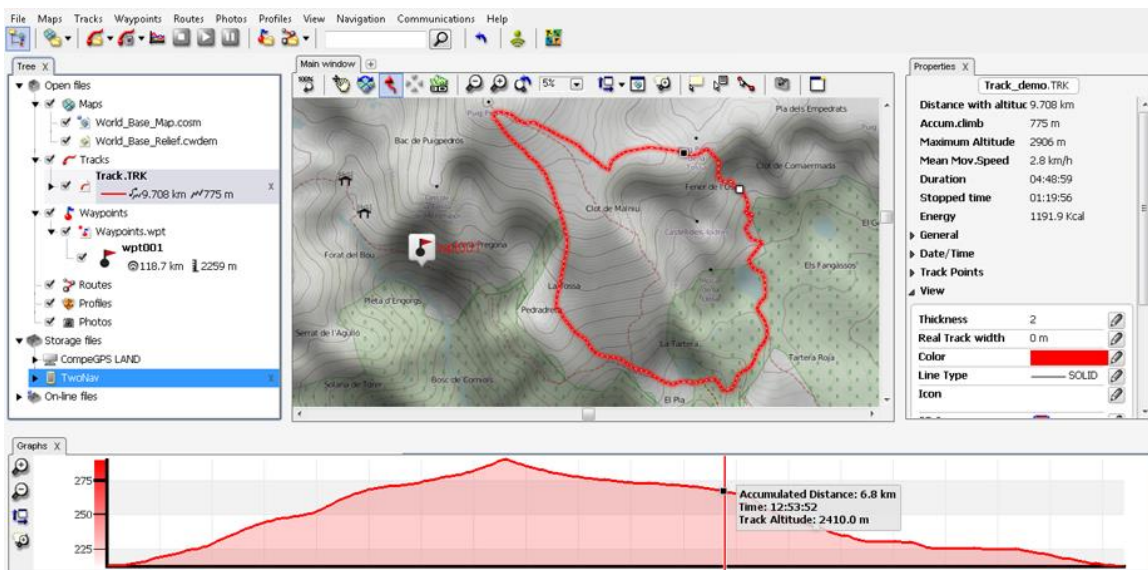 File Maps Tracks Waypoints Routes Photos Profiles View Navigation Communications Help
Tree X
Open files
Maps
World_Base_Map.cosm
World_Base_Relief.cwdem
Tracks
Track.TRK
9.708 km 775 m
x
Waypoints
Waypoints.wpt
wpt001
118.7 km 2259 m
Routes
Profiles
Photos
Storage files
CompeGPS LAND
TwoNav
x
On-line files
Main window
100%
5%
Pla dels Empedrats
Bac de Puigpedrós
Clot de Comaermada
Clot de Malniu
Forat del Bou
Els Fangassos
La Fossa
Pleta d'Engorgs
Pedradreta
Serrat de l'Agulló
La Tartera
Tartera Roja
Bosc de Convois
El Pla
Properties X
Track_demo.TRK
Distance with altituc 9.708 km
Accum.climb 775 m
Maximum Altitude 2906 m
Mean Mov.Speed 2.8 km/h
Duration 04:48:59
Stopped time 01:19:56
Energy 1191.9 Kcal
General
Date/Time
Track Points
View
Thickness 2
Real Track width 0 m
Color
Line Type SOLID
Icon
Graphs X
275
250
225
Accumulated Distance: 6.8 km
Time: 12:53:52
Track Altitude: 2410.0 m